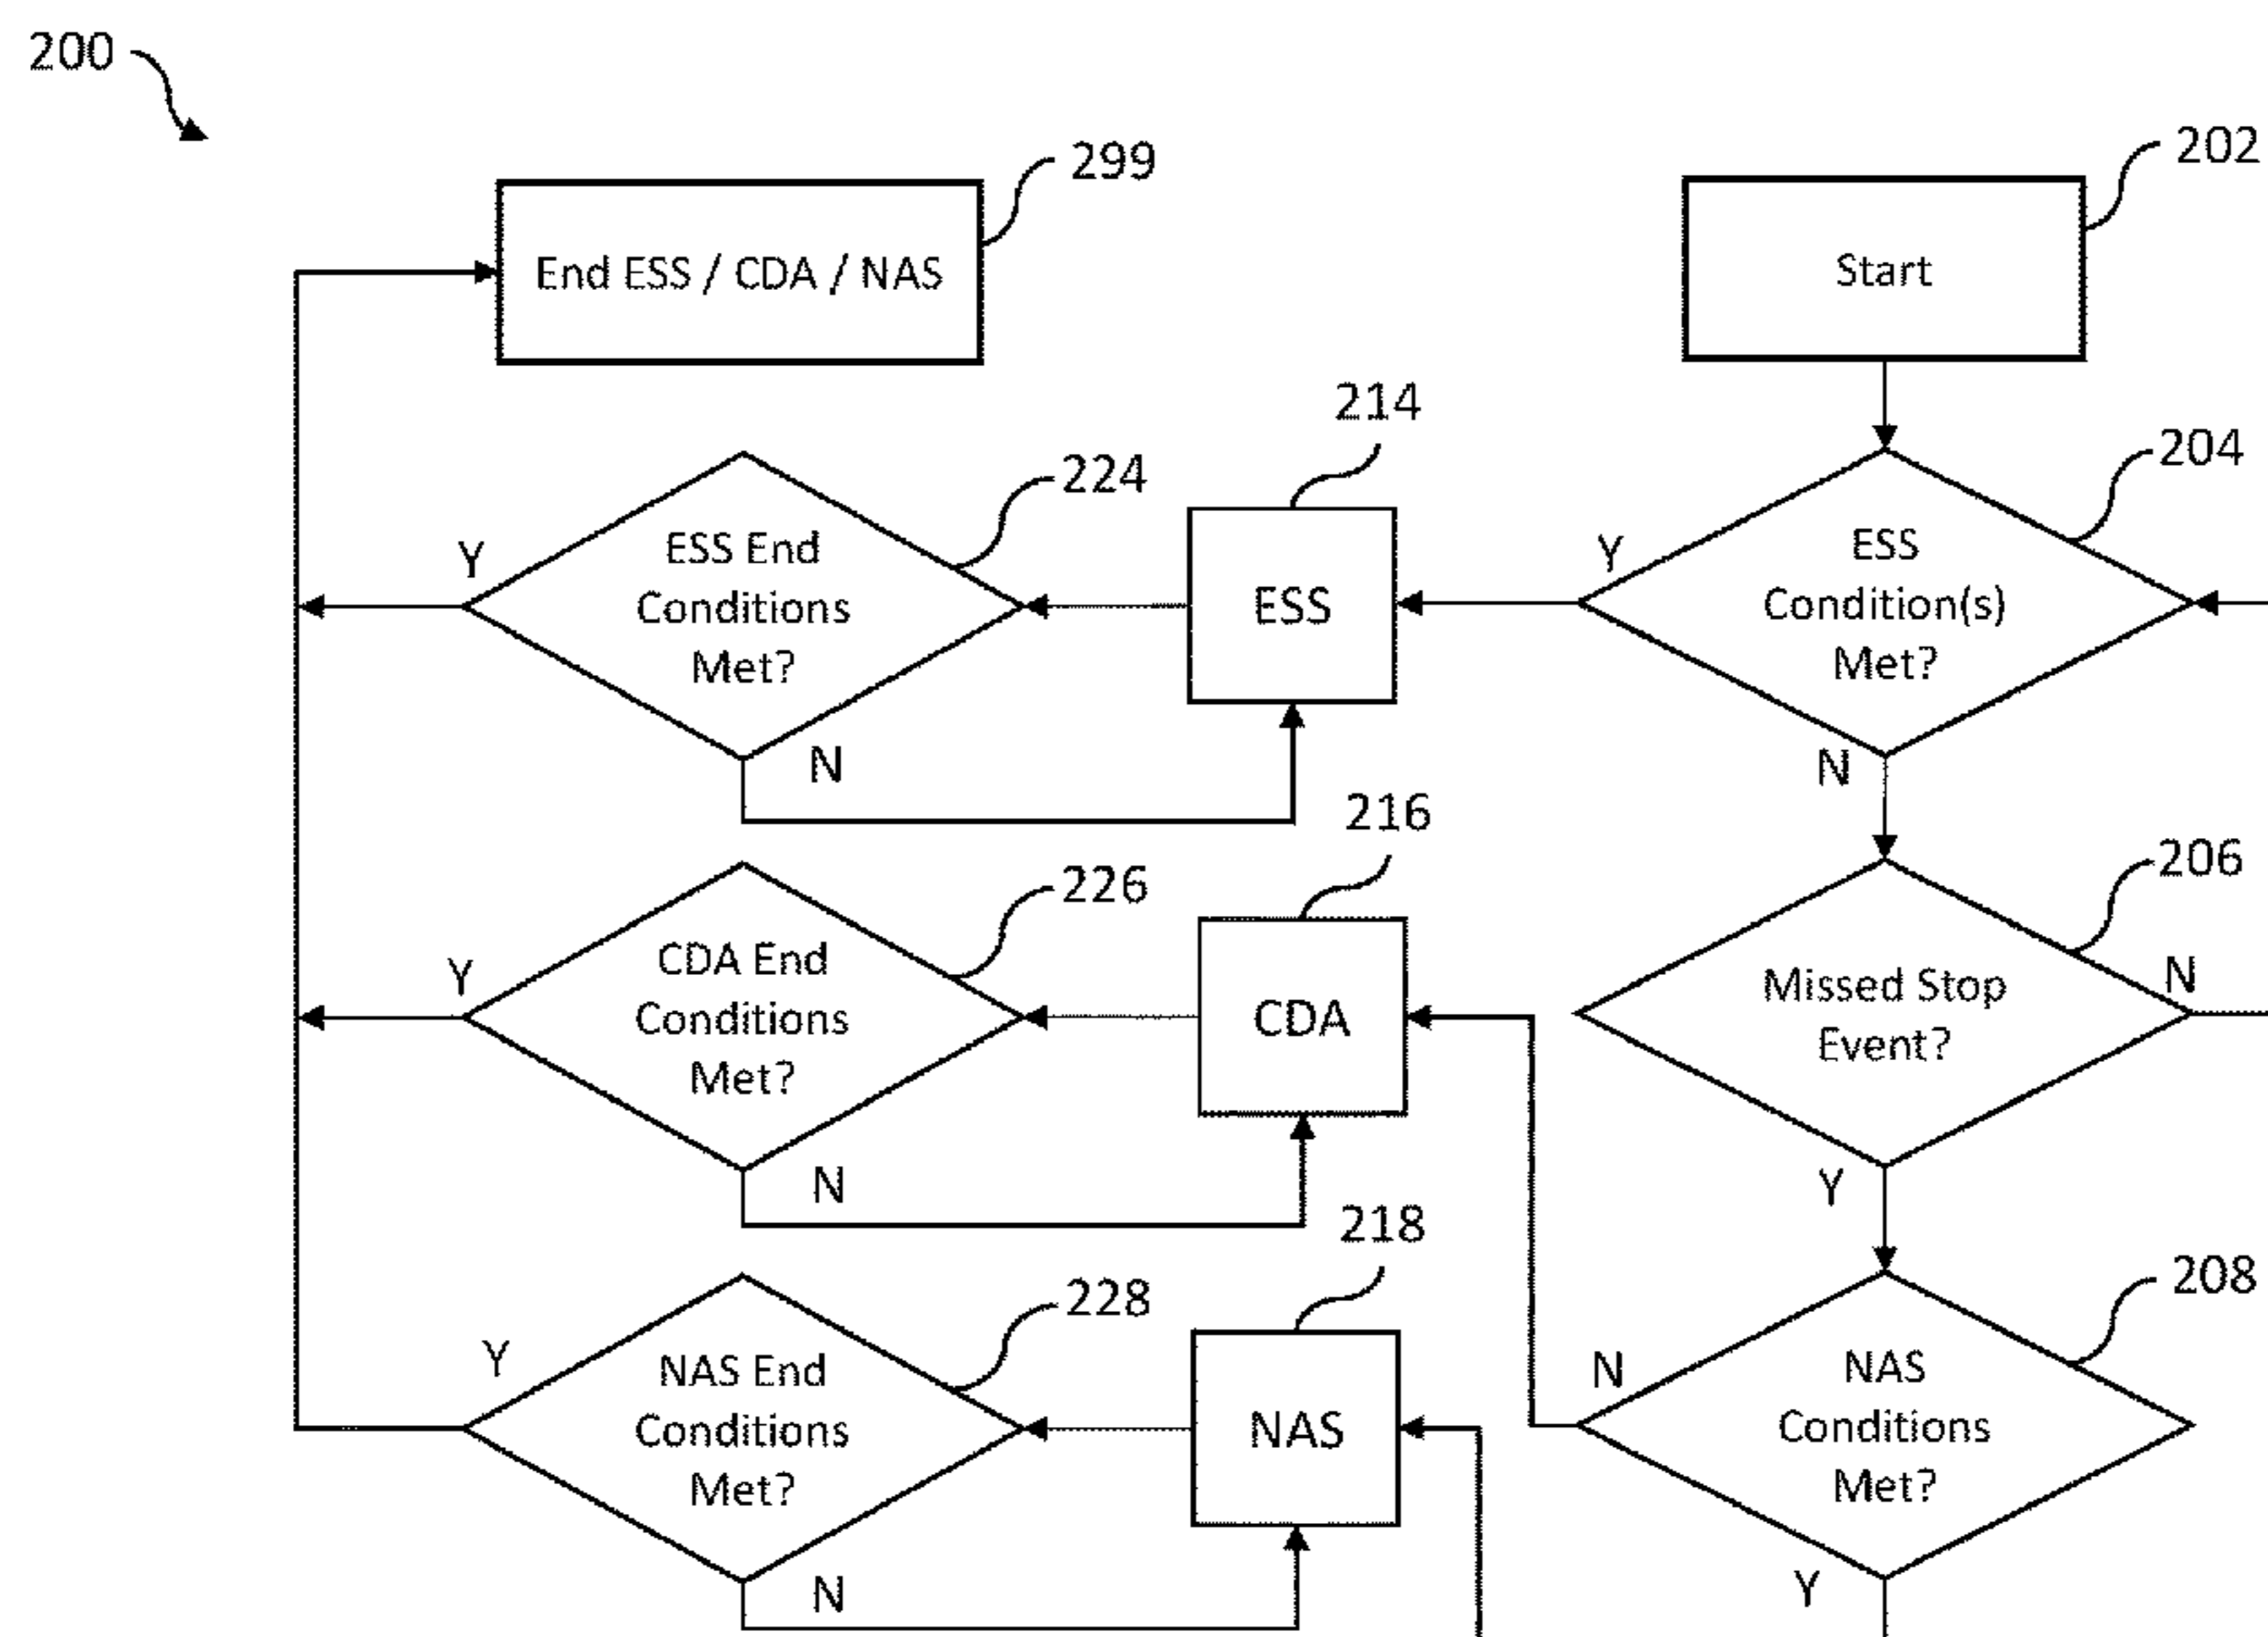 200
299
202
End ESS / CDA / NAS
Start
214
224
204
Y
ESS End
Conditions
Met?
N
ESS
Y
ESS
Condition(s)
Met?
N
216
226
206
Y
CDA End
Conditions
Met?
N
CDA
Missed Stop
Event?
N
Y
218
228
208
Y
NAS End
Conditions
Met?
N
NAS
N
NAS
Conditions
Met?
Y